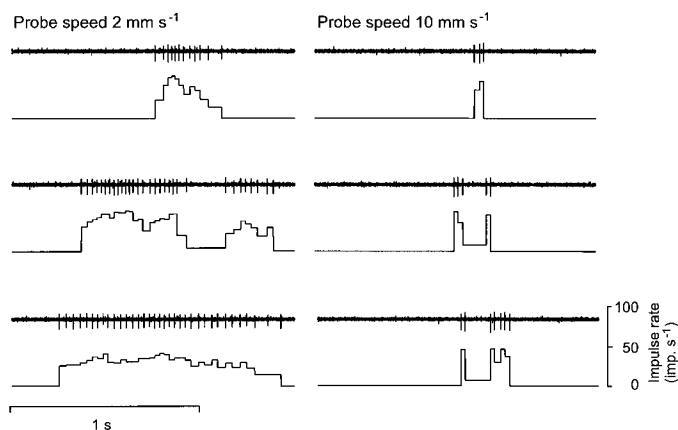 Probe speed 2 mm s⁻¹
Probe speed 10 mm s⁻¹
100
50
0
Impulse rate
(imp. s⁻¹)
1 s